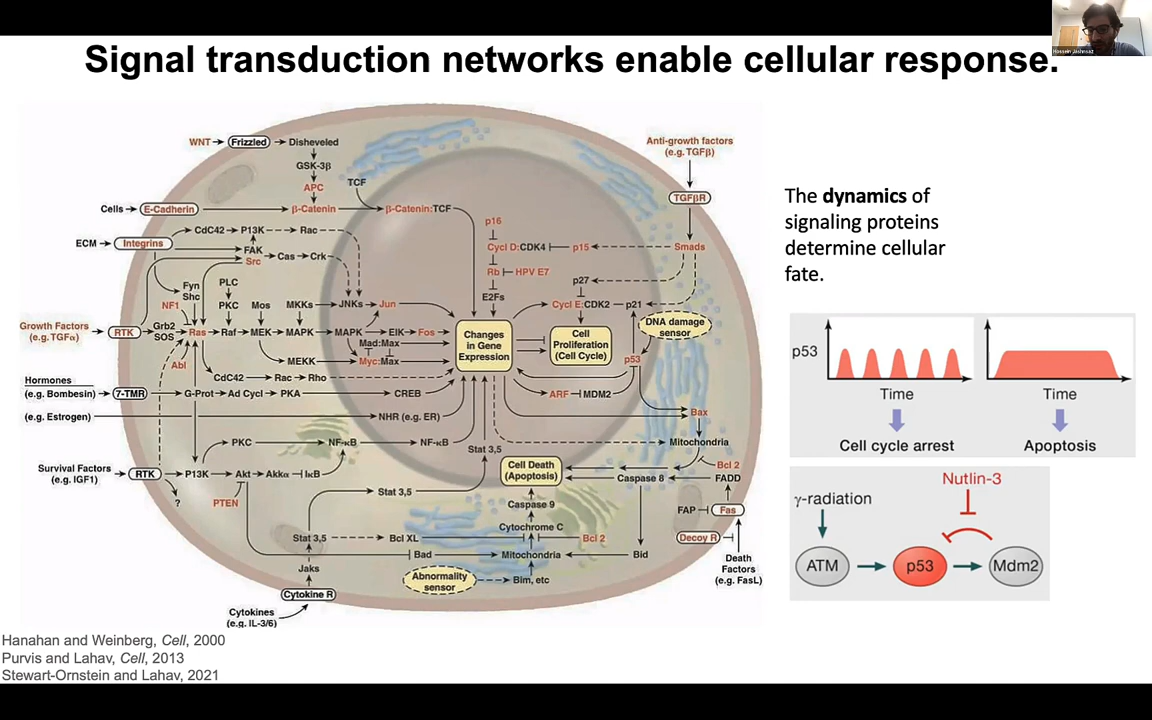 Signal transduction networks enable cellular response.
WNT
Frizzled
Disheveled
GSK-3β
APC
TCF
Cells
E-Cadherin
β-Catenin
β-Catenin:TCF
ECM
Integrins
CdC42
P13K
Rac
FAK
Src
Cas
Crk
Fyn
Shc
PLC
NF1
PKC
Mos
MKKs
JNKs
Jun
Growth Factors
(e.g. TGFα)
RTK
Grb2
SOS
Ras
Raf
MEK
MAPK
MAPK
ElK
Fos
Mad:Max
MEKK
Myc:Max
Abl
CdC42
Rac
Rho
Hormones
(e.g. Bombesin)
7-TMR
G-Prot
Ad Cycl
PKA
CREB
(e.g. Estrogen)
NHR (e.g. ER)
PKC
NF-κB
NF-κB
Stat 3,5
Survival Factors
(e.g. IGF1)
RTK
P13K
Akt
Akkα
IκB
?
PTEN
Stat 3,5
Stat 3,5
Bcl XL
Bad
Jaks
Cytokine R
Cytokines
(e.g. IL-3/6)
Abnormality
sensor
Bim, etc
Mitochondria
Cytochrome C
Caspase 9
Cell Death
(Apoptosis)
Bcl 2
Caspase 8
Bid
FADD
Bcl 2
Mitochondria
Bax
FAP
Fas
Decoy R
Death
Factors
(e.g. FasL)
Anti-growth factors
(e.g. TGFβ)
TGFβR
Smads
p16
Cycl D:CDK4
p15
Rb
HPV E7
E2Fs
p27
Cycl E:CDK2
p21
DNA damage
sensor
Changes
in Gene
Expression
Cell
Proliferation
(Cell Cycle)
p53
ARF
MDM2
The dynamics of
signaling proteins
determine cellular
fate.
p53
Time
Time
Cell cycle arrest
Apoptosis
Nutlin-3
γ-radiation
ATM
p53
Mdm2
Hanahan and Weinberg, Cell, 2000
Purvis and Lahav, Cell, 2013
Stewart-Ornstein and Lahav, 2021